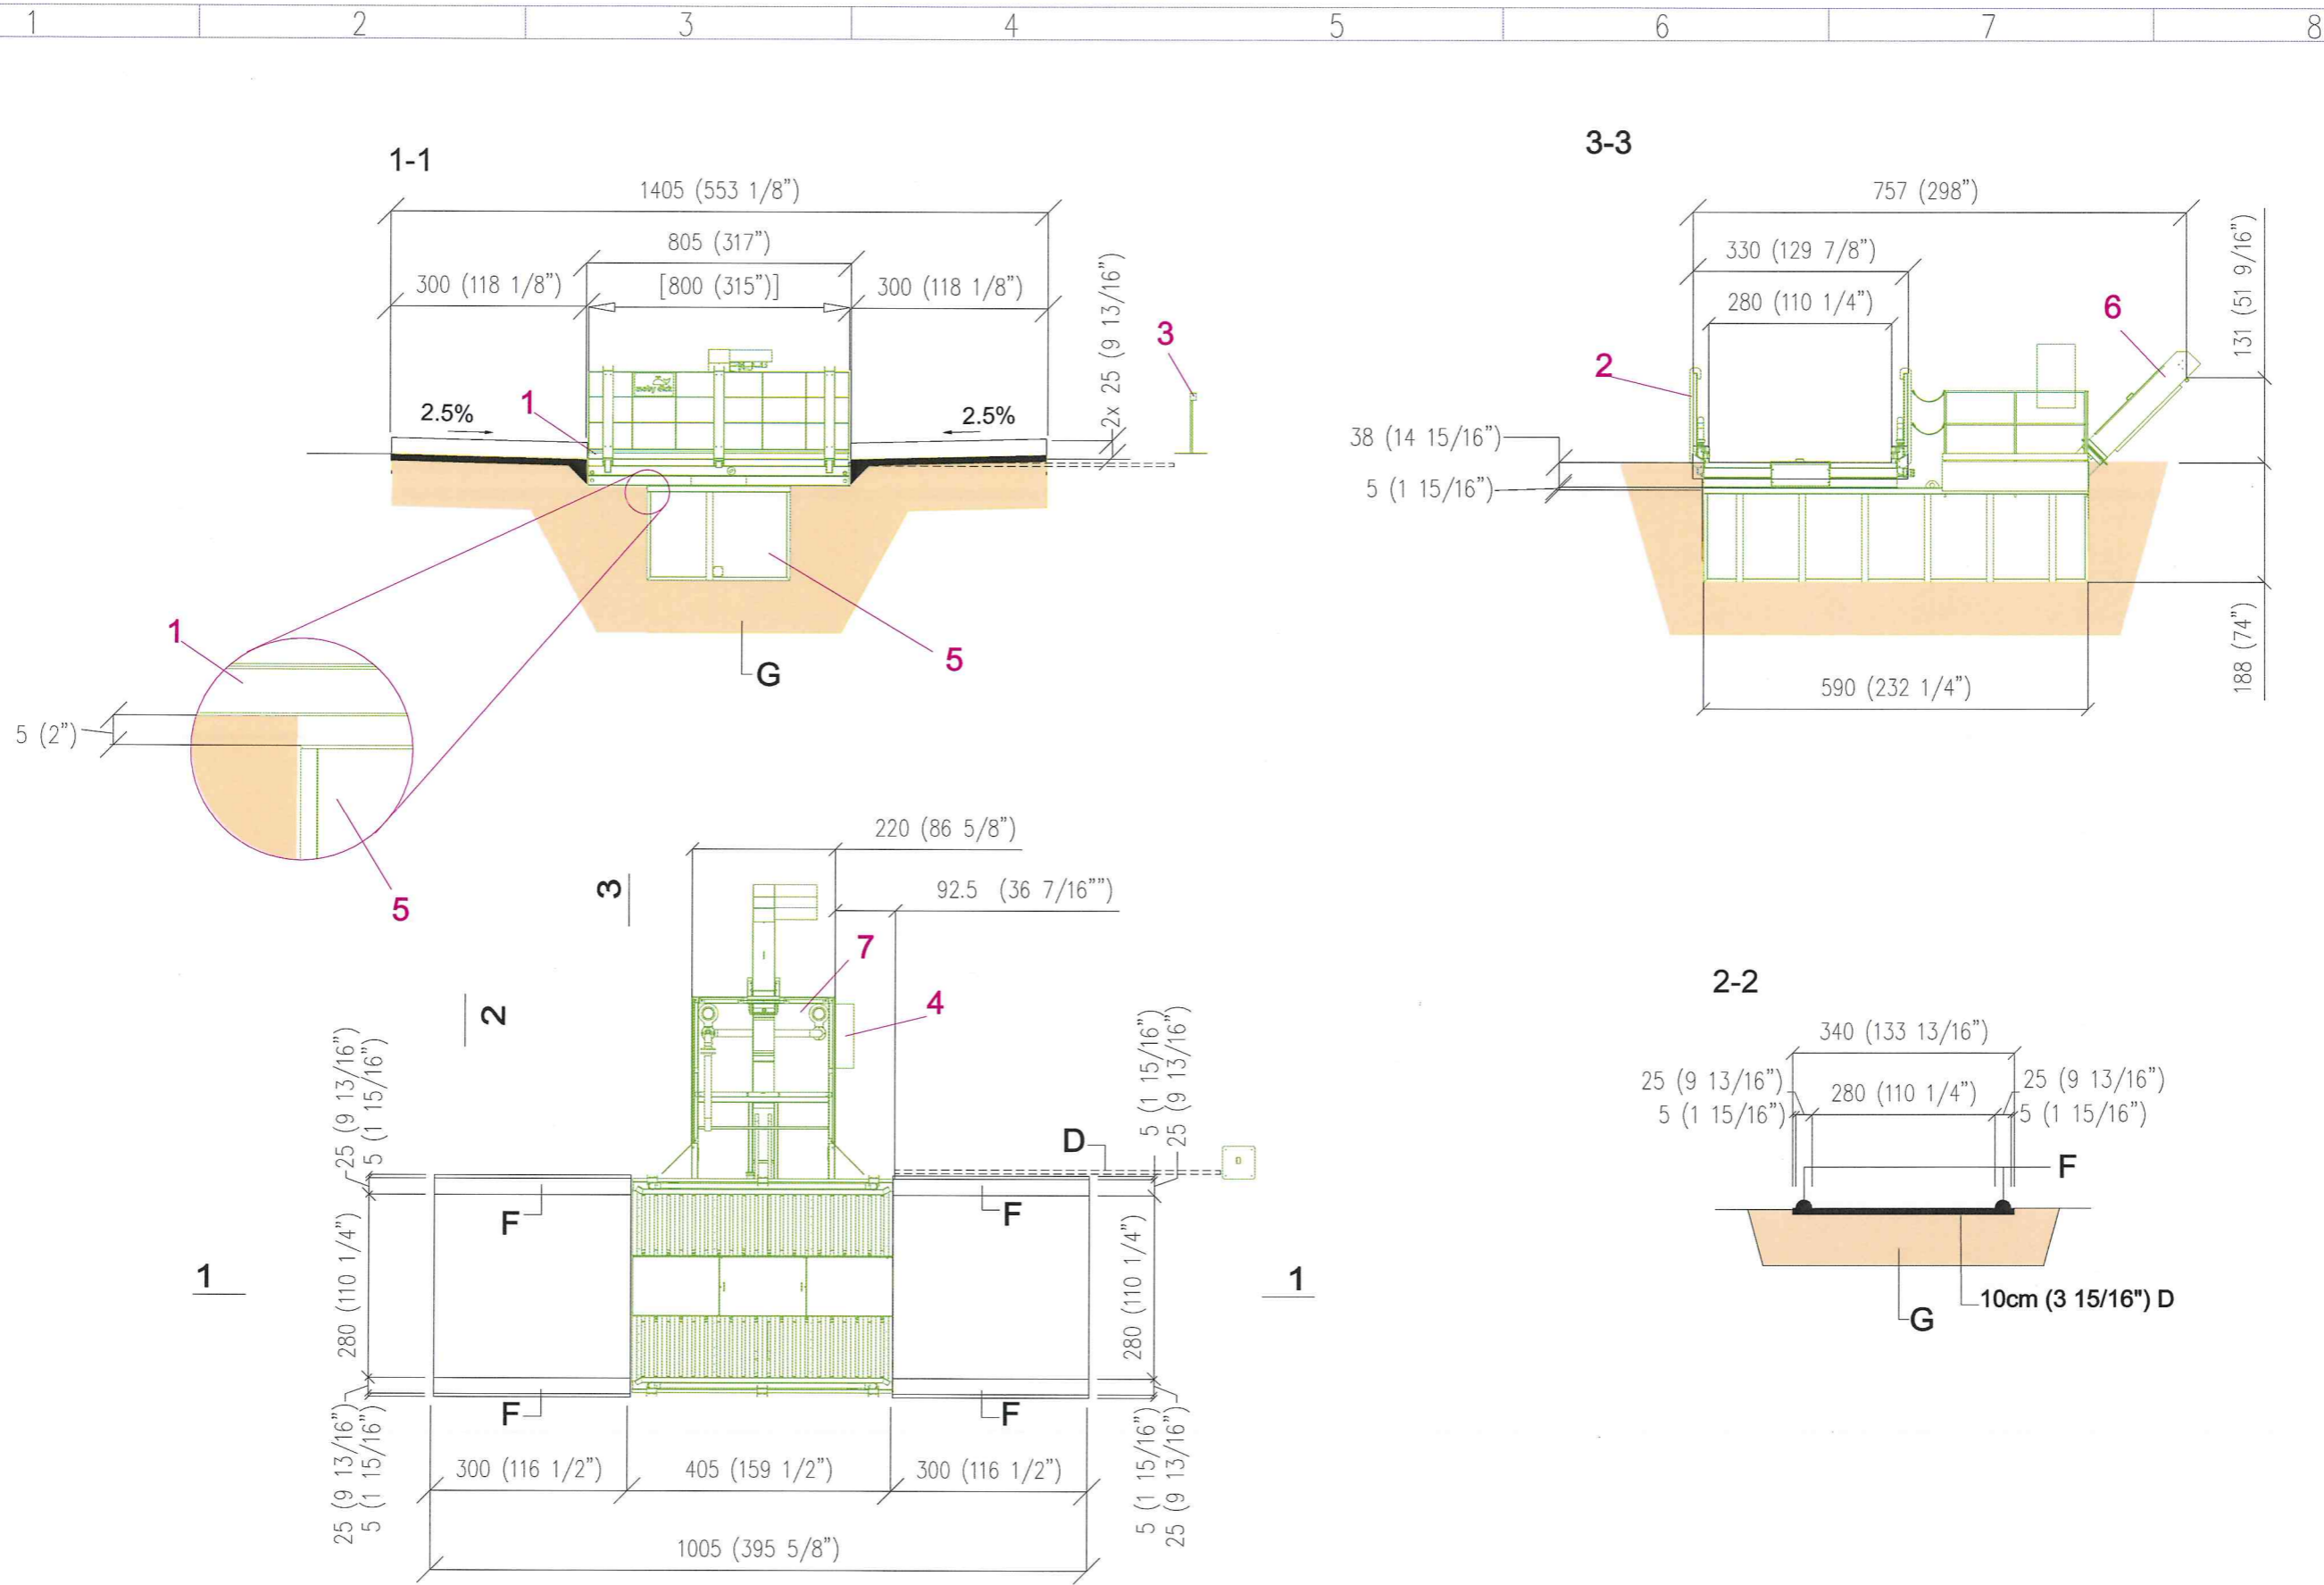 1 2 3 4 5 6 7 8
1-1
1405 (553 1/8")
805 (317")
300 (118 1/8")
[800 (315")]
300 (118 1/8")
2x 25 (9 13/16")
2.5%
2.5%
1
3
5
G
1
5 (2")
5
3-3
757 (298")
330 (129 7/8")
280 (110 1/4")
131 (51 9/16")
6
2
38 (14 15/16")
5 (1 15/16")
590 (232 1/4")
188 (74")
220 (86 5/8")
92.5 (36 7/16"")
3
2
7
4
25 (9 13/16")
5 (1 15/16")
5 (1 15/16")
25 (9 13/16")
D
F
F
280 (110 1/4")
280 (110 1/4")
1
1
F
F
25 (9 13/16")
5 (1 15/16")
5 (1 15/16")
25 (9 13/16")
300 (116 1/2")
405 (159 1/2")
300 (116 1/2")
1005 (395 5/8")
2-2
340 (133 13/16")
25 (9 13/16")
280 (110 1/4")
25 (9 13/16")
5 (1 15/16")
5 (1 15/16")
F
10cm (3 15/16") D
G